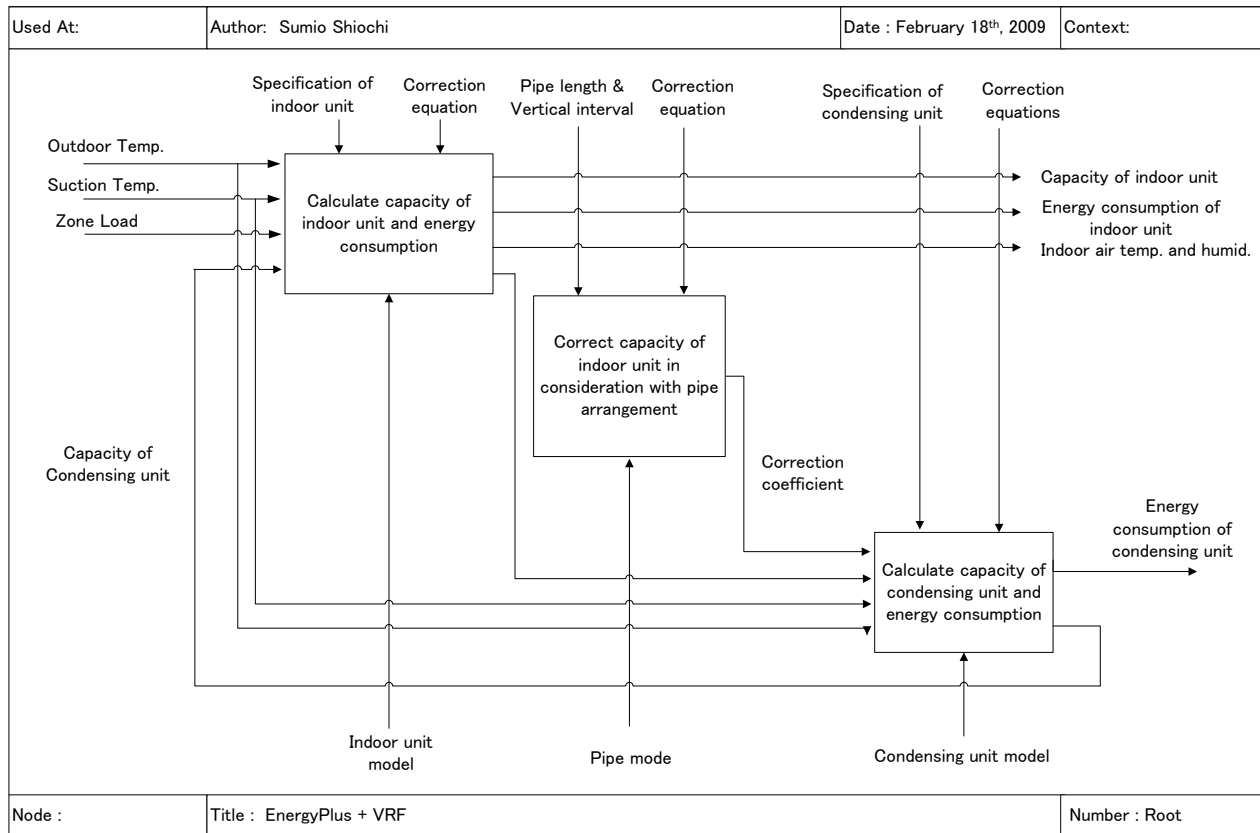 Used At:
Author: Sumio Shiochi
Date : February 18th, 2009
Context:
Specification of
indoor unit
Correction
equation
Pipe length &
Vertical interval
Correction
equation
Specification of
condensing unit
Correction
equations
Outdoor Temp.
Suction Temp.
Zone Load
Calculate capacity of
indoor unit and energy
consumption
Capacity of indoor unit
Energy consumption of
indoor unit
Indoor air temp. and humid.
Correct capacity of
indoor unit in
consideration with pipe
arrangement
Capacity of
Condensing unit
Correction
coefficient
Energy
consumption of
condensing unit
Calculate capacity of
condensing unit and
energy consumption
Indoor unit
model
Pipe mode
Condensing unit model
Node :
Title : EnergyPlus + VRF
Number : Root